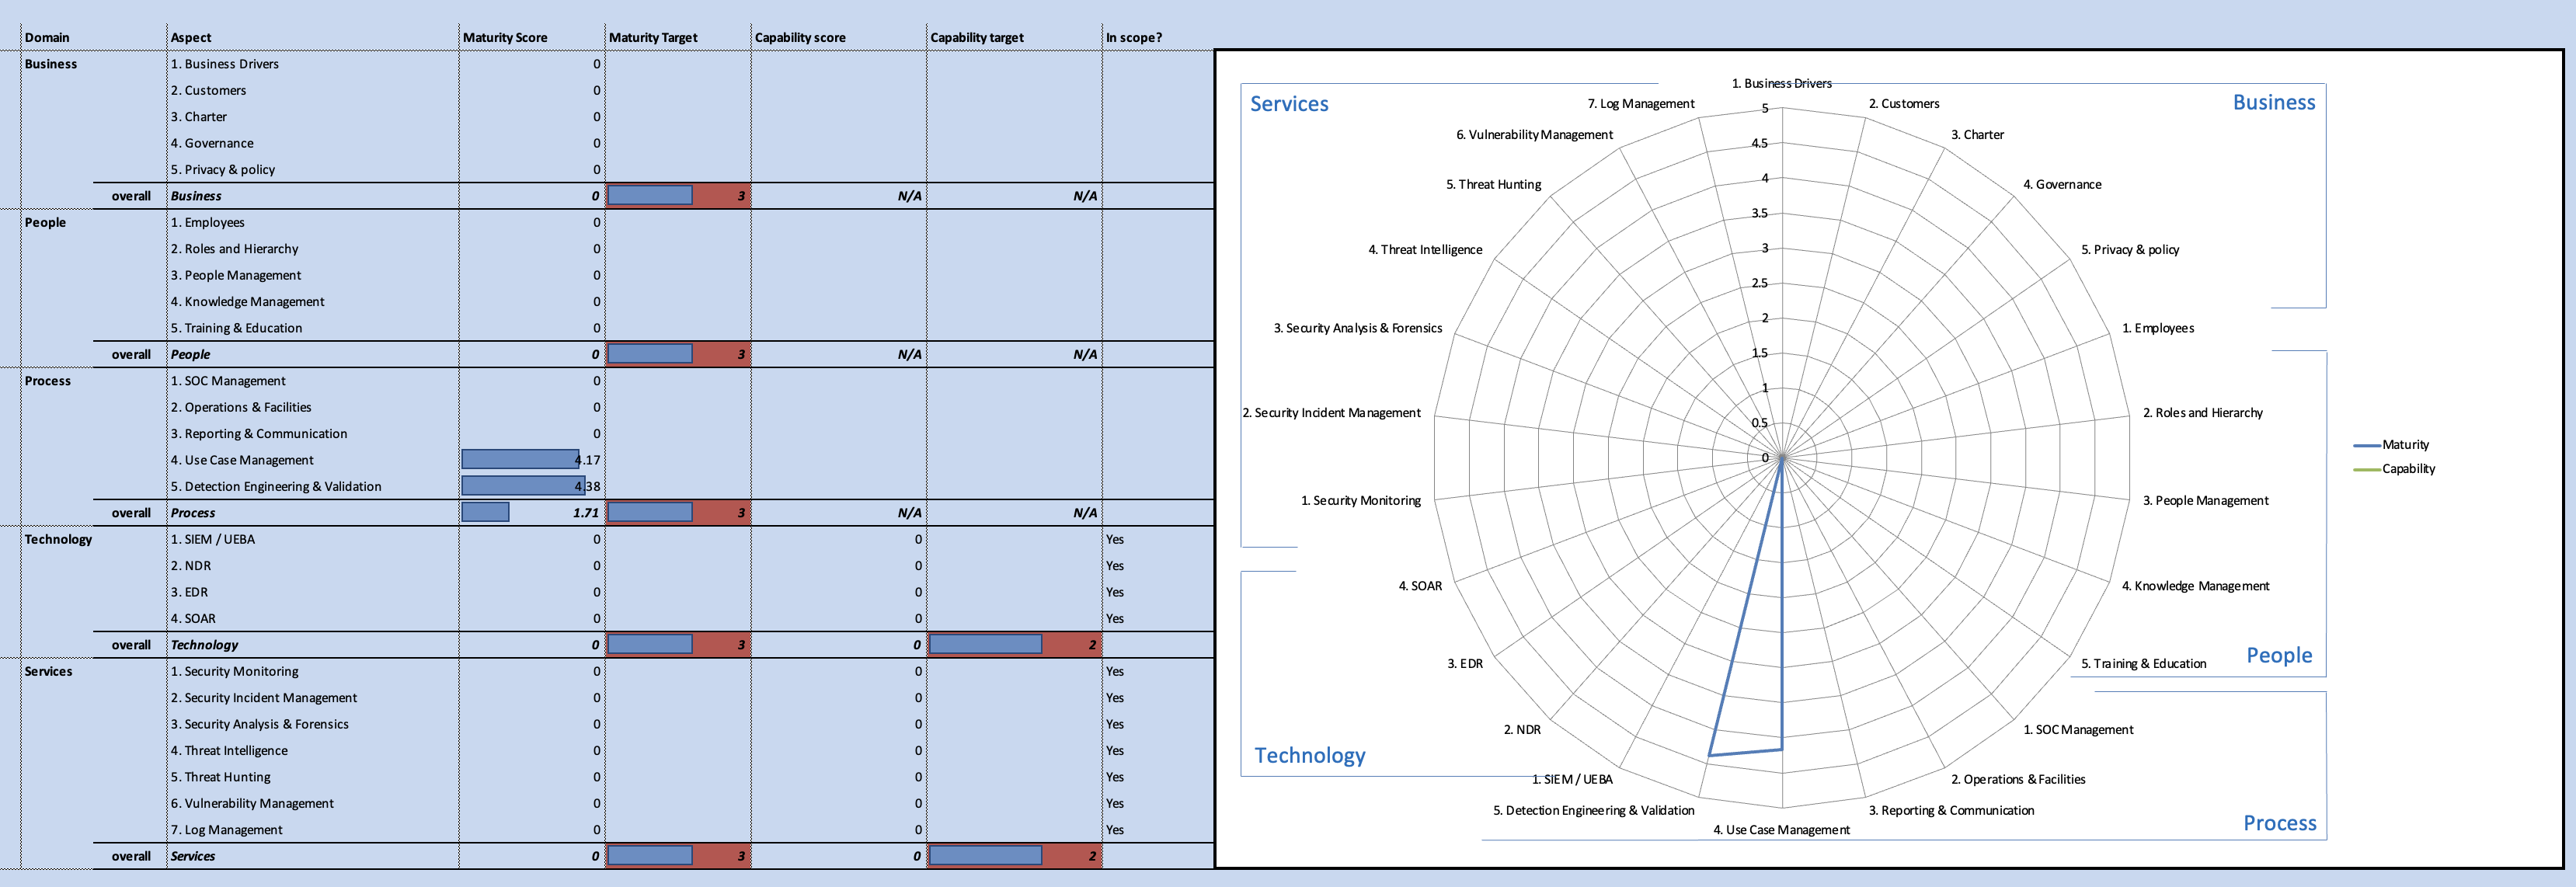 Domain Aspect Maturity Score Maturity Target Capability score Capability target In scope?
Business 1. Business Drivers 0
2. Customers 0
3. Charter 0
4. Governance 0
5. Privacy & policy 0
overall Business 0 3 N/A N/A
People 1. Employees 0
2. Roles and Hierarchy 0
3. People Management 0
4. Knowledge Management 0
5. Training & Education 0
overall People 0 3 N/A N/A
Process 1. SOC Management 0
2. Operations & Facilities 0
3. Reporting & Communication 0
4. Use Case Management 4.17
5. Detection Engineering & Validation 4.38
overall Process 1.71 3 N/A N/A
Technology 1. SIEM / UEBA 0 0 Yes
2. NDR 0 0 Yes
3. EDR 0 0 Yes
4. SOAR 0 0 Yes
overall Technology 0 3 0 2
Services 1. Security Monitoring 0 0 Yes
2. Security Incident Management 0 0 Yes
3. Security Analysis & Forensics 0 0 Yes
4. Threat Intelligence 0 0 Yes
5. Threat Hunting 0 0 Yes
6. Vulnerability Management 0 0 Yes
7. Log Management 0 0 Yes
overall Services 0 3 0 2
Services
Business
People
Process
Technology
1. Business Drivers
2. Customers
3. Charter
4. Governance
5. Privacy & policy
1. Employees
2. Roles and Hierarchy
3. People Management
4. Knowledge Management
5. Training & Education
1. SOC Management
2. Operations & Facilities
3. Reporting & Communication
4. Use Case Management
5. Detection Engineering & Validation
1. SIEM / UEBA
2. NDR
3. EDR
4. SOAR
1. Security Monitoring
2. Security Incident Management
3. Security Analysis & Forensics
4. Threat Intelligence
5. Threat Hunting
6. Vulnerability Management
7. Log Management
5
4.5
4
3.5
3
2.5
2
1.5
1
0.5
0
Maturity
Capability